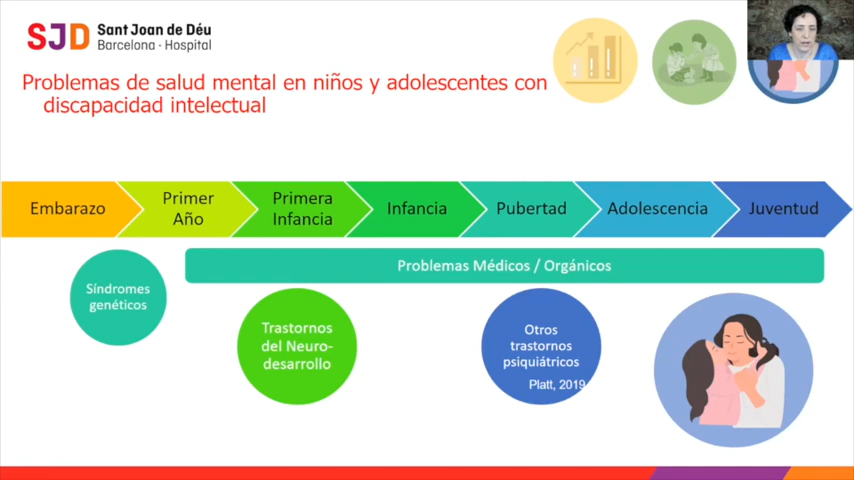 SJD
Sant Joan de Déu
Barcelona · Hospital
Problemas de salud mental en niños y adolescentes con
discapacidad intelectual
Embarazo
Primer
Año
Primera
Infancia
Infancia
Pubertad
Adolescencia
Juventud
Problemas Médicos / Orgánicos
Síndromes
genéticos
Trastornos
del Neuro-
desarrollo
Otros
trastornos
psiquiátricos
Platt, 2019